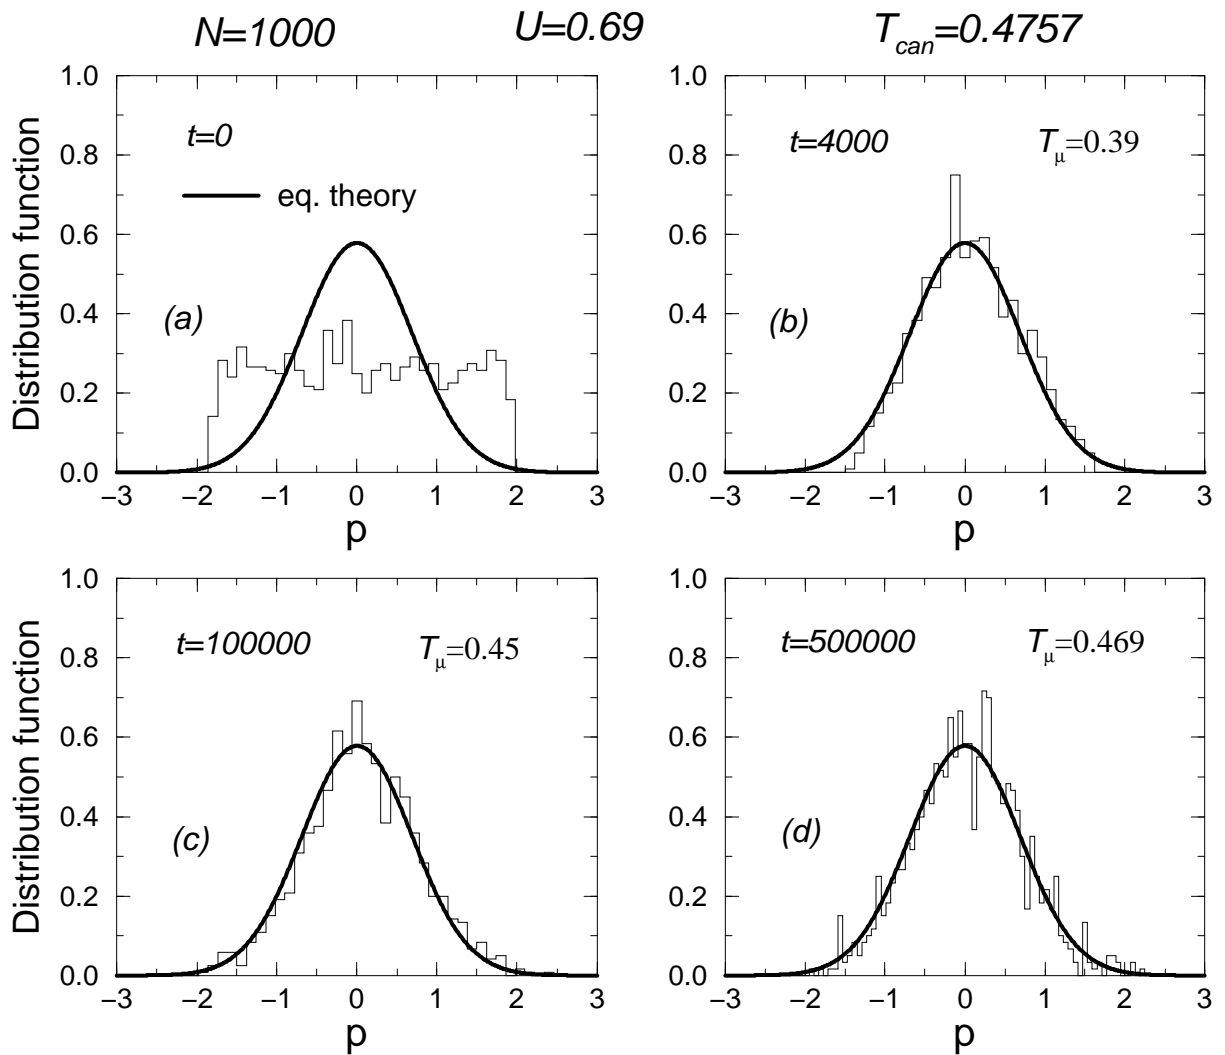 N=1000 U=0.69 T_can=0.4757
Distribution function
1.0
0.8
0.6
0.4
0.2
0.0
t=0
eq. theory
(a)
−3 −2 −1 0 1 2 3
p
1.0
0.8
0.6
0.4
0.2
0.0
t=4000 T_μ=0.39
(b)
−3 −2 −1 0 1 2 3
p
Distribution function
1.0
0.8
0.6
0.4
0.2
0.0
t=100000 T_μ=0.45
(c)
−3 −2 −1 0 1 2 3
p
1.0
0.8
0.6
0.4
0.2
0.0
t=500000 T_μ=0.469
(d)
−3 −2 −1 0 1 2 3
p